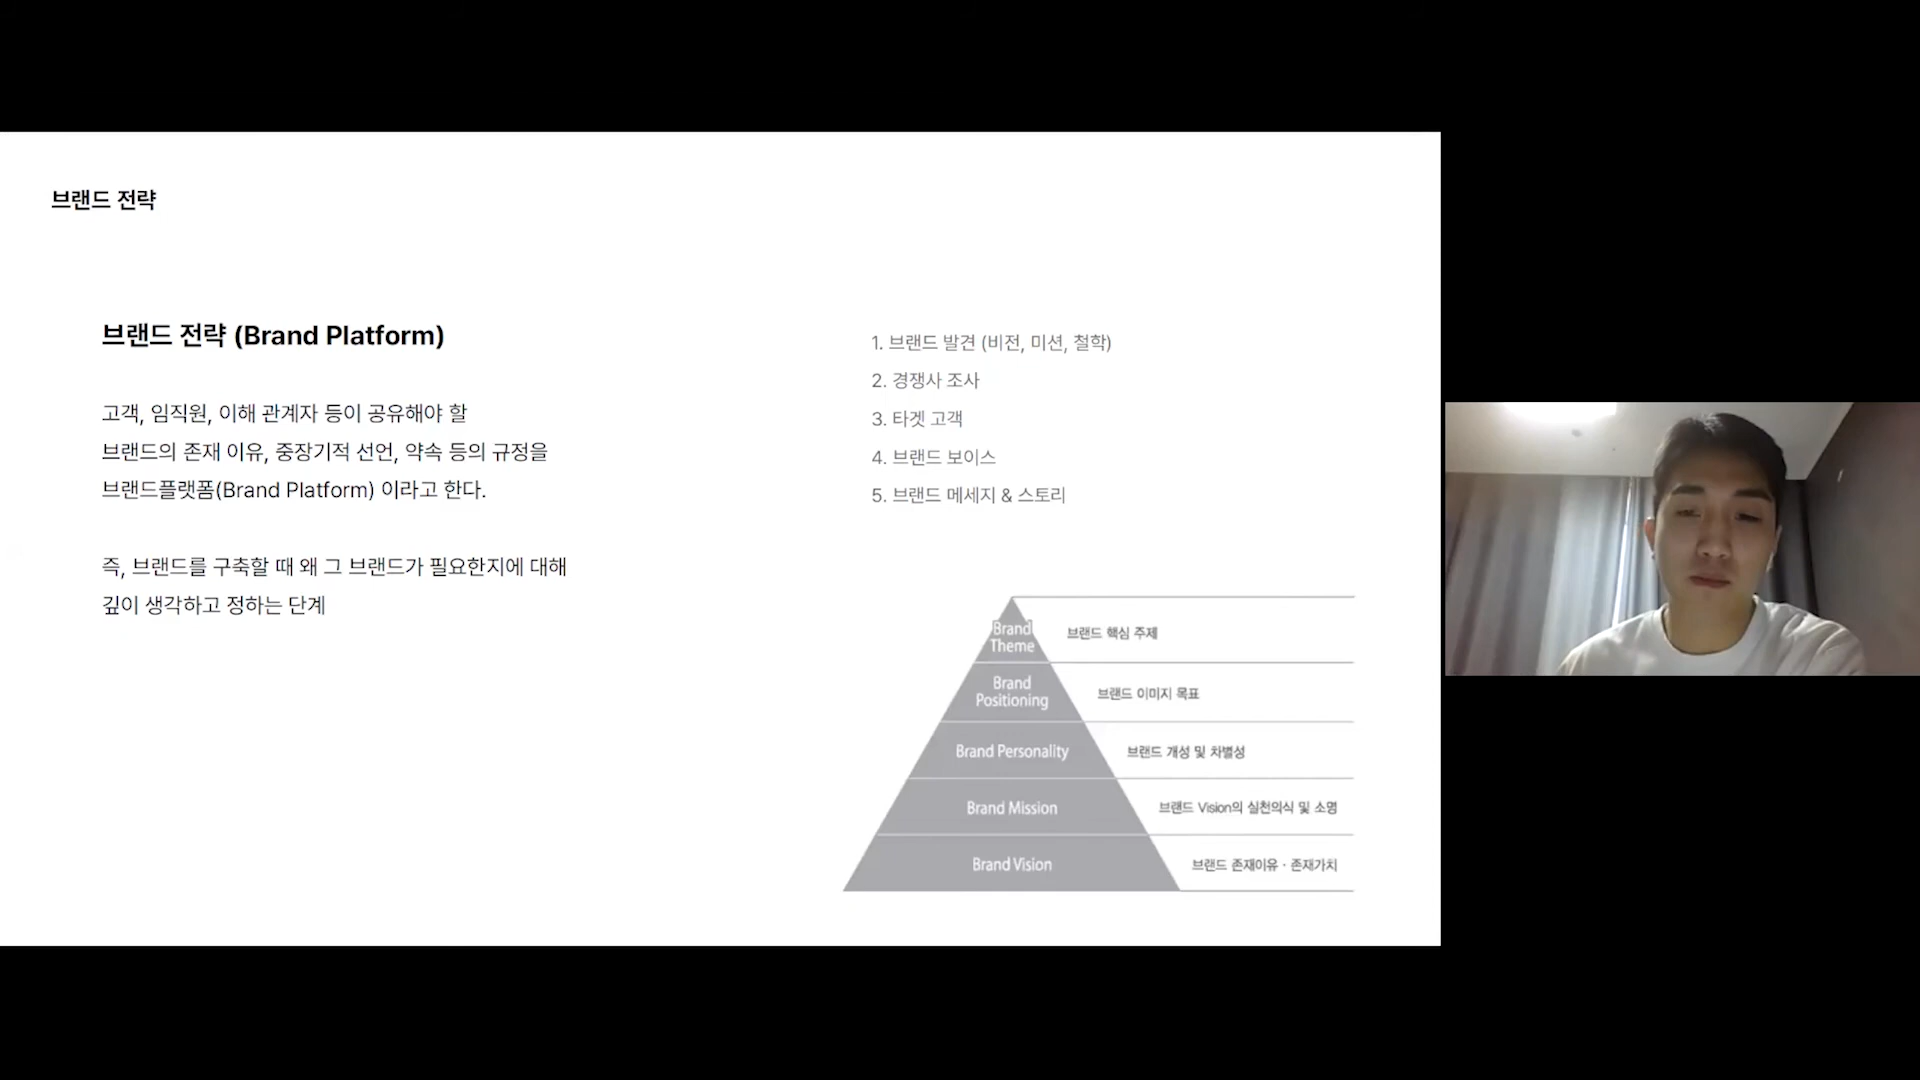 브랜드 전략
브랜드 전략 (Brand Platform)
고객, 임직원, 이해 관계자 등이 공유해야 할
브랜드의 존재 이유, 중장기적 선언, 약속 등의 규정을
브랜드플랫폼(Brand Platform) 이라고 한다.
즉, 브랜드를 구축할 때 왜 그 브랜드가 필요한지에 대해
깊이 생각하고 정하는 단계
1. 브랜드 발견 (비전, 미션, 철학)
2. 경쟁사 조사
3. 타겟 고객
4. 브랜드 보이스
5. 브랜드 메세지 & 스토리
Brand
Theme
브랜드 핵심 주제
Brand
Positioning
브랜드 이미지 목표
Brand Personality
브랜드 개성 및 차별성
Brand Mission
브랜드 Vision의 실천의식 및 소명
Brand Vision
브랜드 존재이유 · 존재가치